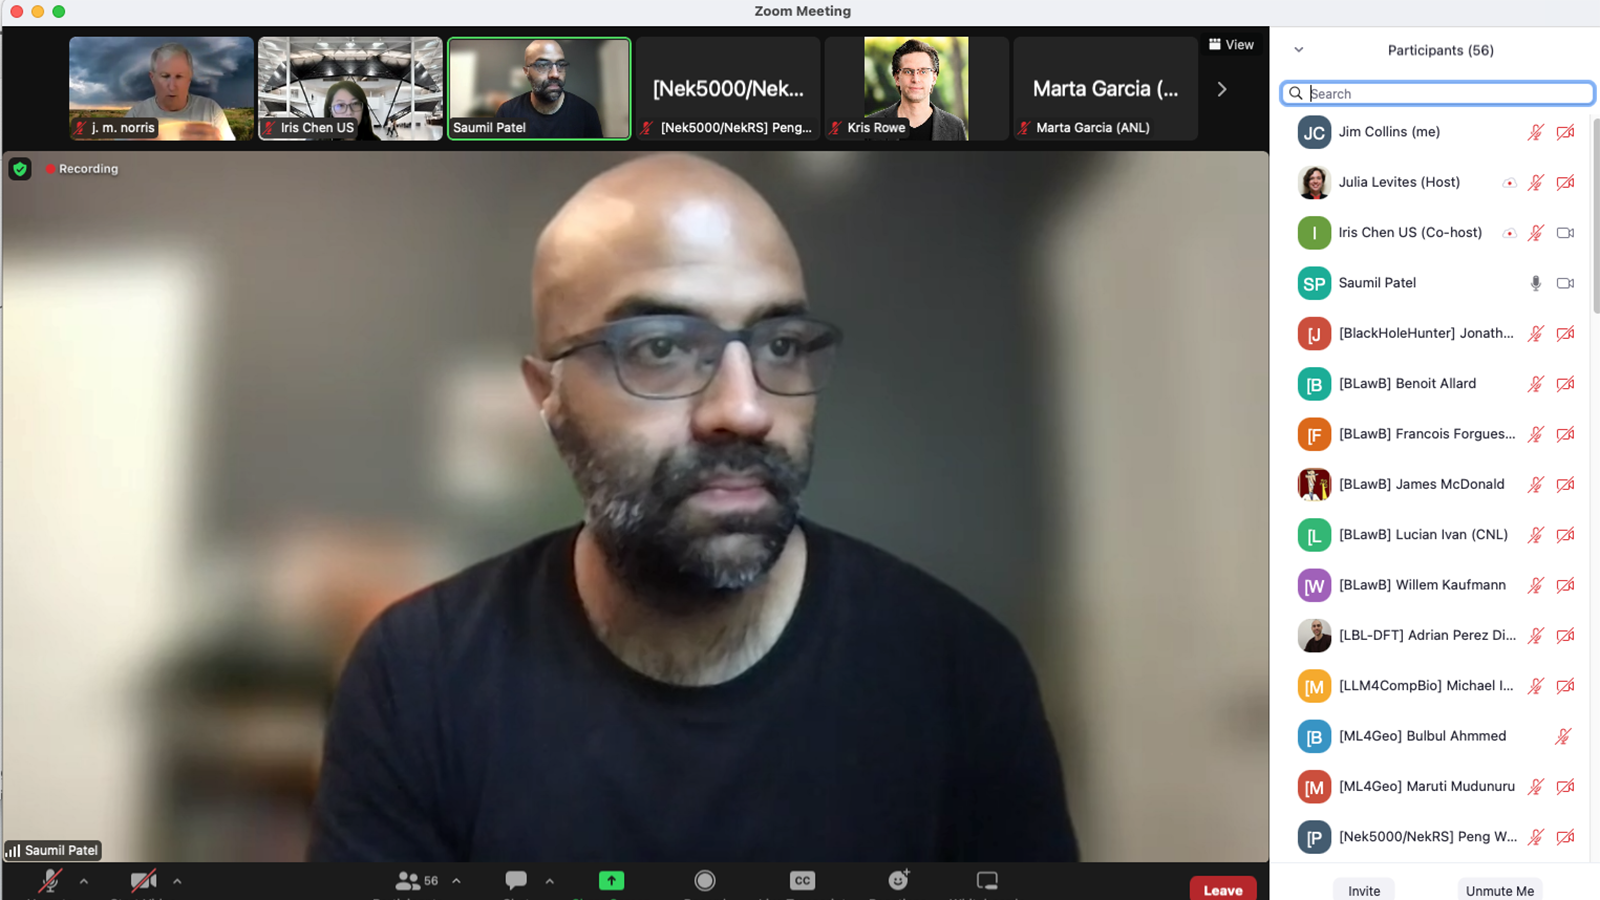 Zoom Meeting
j. m. norris
Iris Chen US
Saumil Patel
[Nek5000/Nek...
[Nek5000/NekRS] Peng...
Kris Rowe
Marta Garcia (...
Marta Garcia (ANL)
View
Recording
Saumil Patel
56
CC
Leave
Participants (56)
Search
JC Jim Collins (me)
Julia Levites (Host)
I Iris Chen US (Co-host)
SP Saumil Patel
[J [BlackHoleHunter] Jonath...
[B [BLawB] Benoit Allard
[F [BLawB] Francois Forgues...
[BLawB] James McDonald
[L [BLawB] Lucian Ivan (CNL)
[W [BLawB] Willem Kaufmann
[LBL-DFT] Adrian Perez Di...
[M [LLM4CompBio] Michael I...
[B [ML4Geo] Bulbul Ahmmed
[M [ML4Geo] Maruti Mudunuru
[P [Nek5000/NekRS] Peng W...
Invite
Unmute Me